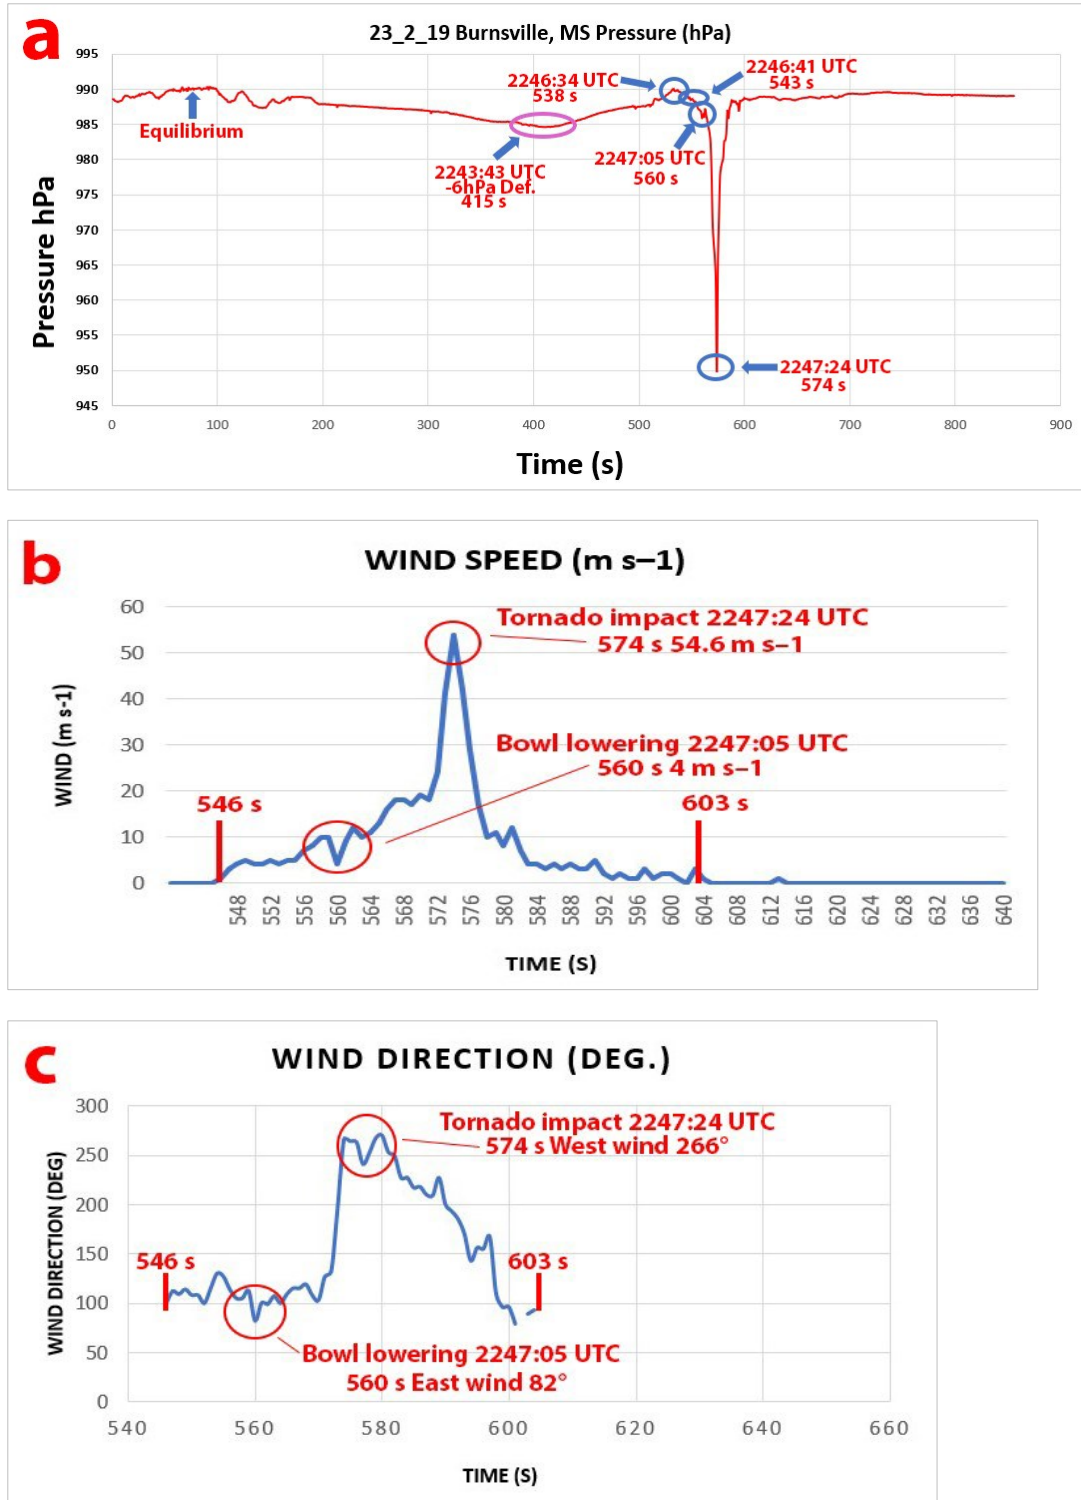 a
23_2_19 Burnsville, MS Pressure (hPa)
995
990
985
980
975
970
965
960
955
950
945
Pressure hPa
Equilibrium
2243:43 UTC
-6hPa Def.
415 s
2246:34 UTC
538 s
2246:41 UTC
543 s
2247:05 UTC
560 s
2247:24 UTC
574 s
0 100 200 300 400 500 600 700 800 900
Time (s)
b
WIND SPEED (m s–1)
60
50
40
30
20
10
0
WIND (m s-1)
Tornado impact 2247:24 UTC
574 s 54.6 m s–1
Bowl lowering 2247:05 UTC
560 s 4 m s–1
546 s
603 s
548 552 556 560 564 568 572 576 580 584 588 592 596 600 604 608 612 616 620 624 628 632 636 640
TIME (S)
c
WIND DIRECTION (DEG.)
300
250
200
150
100
50
0
WIND DIRECTION (DEG)
Tornado impact 2247:24 UTC
574 s West wind 266°
546 s
603 s
Bowl lowering 2247:05 UTC
560 s East wind 82°
540 560 580 600 620 640 660
TIME (S)